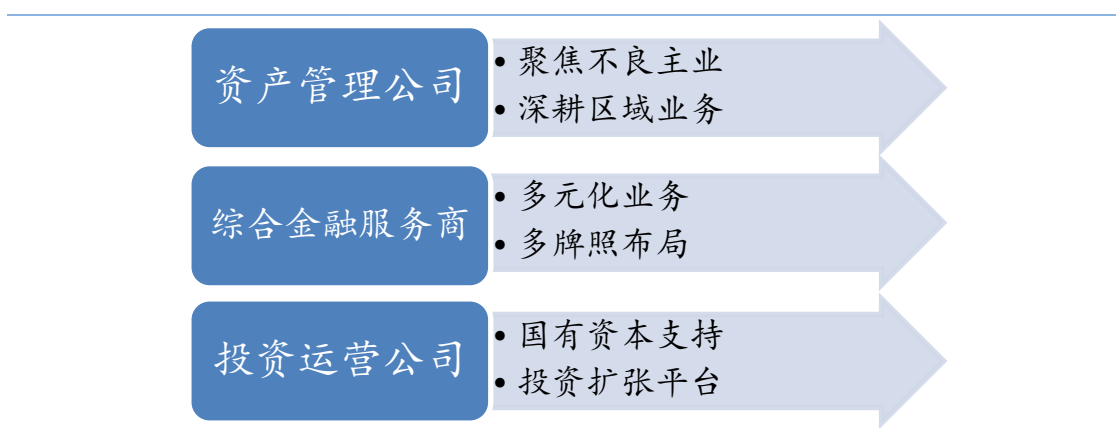 资产管理公司
• 聚焦不良主业
• 深耕区域业务
综合金融服务商
• 多元化业务
• 多牌照布局
投资运营公司
• 国有资本支持
• 投资扩张平台